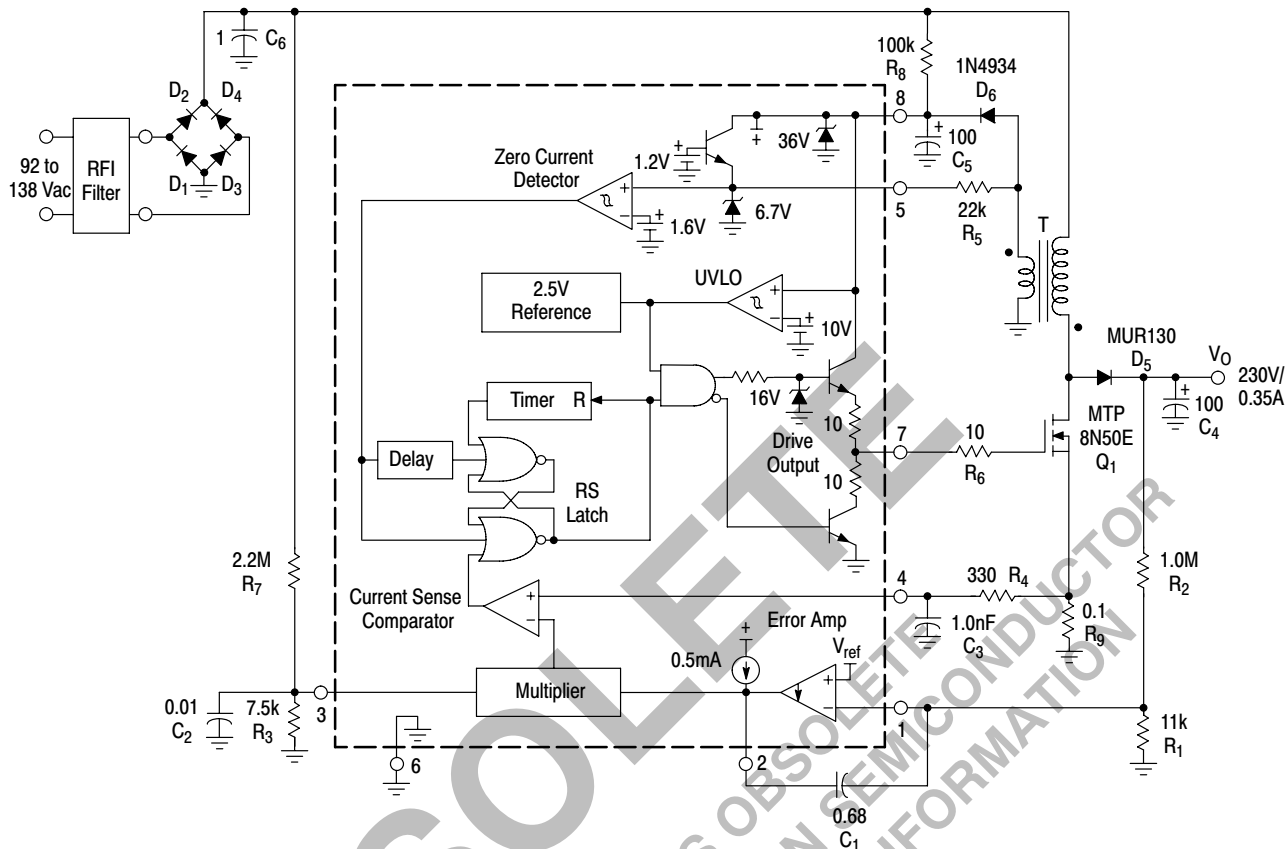 1
C6
100k
R8
1N4934
D6
D2
D4
8
36V
100
C5
92 to
138 Vac
RFI
Filter
D1
D3
Zero Current
Detector
1.2V
+
−
1.6V
6.7V
5
22k
R5
T
UVLO
2.5V
Reference
+
−
10V
MUR130
D5
VO
230V/
0.35A
Timer
R
16V
10
Drive
Output
7
10
R6
MTP
8N50E
Q1
100
C4
Delay
10
RS
Latch
2.2M
R7
Current Sense
Comparator
+
−
4
330
R4
1.0M
R2
Error Amp
1.0nF
C3
0.1
R9
0.5mA
Vref
0.01
C2
7.5k
R3
3
Multiplier
+
−
1
11k
R1
6
2
0.68
C1
OBSOLETE
S OBSOLETE
N SEMICONDUCTOR
FORMATION